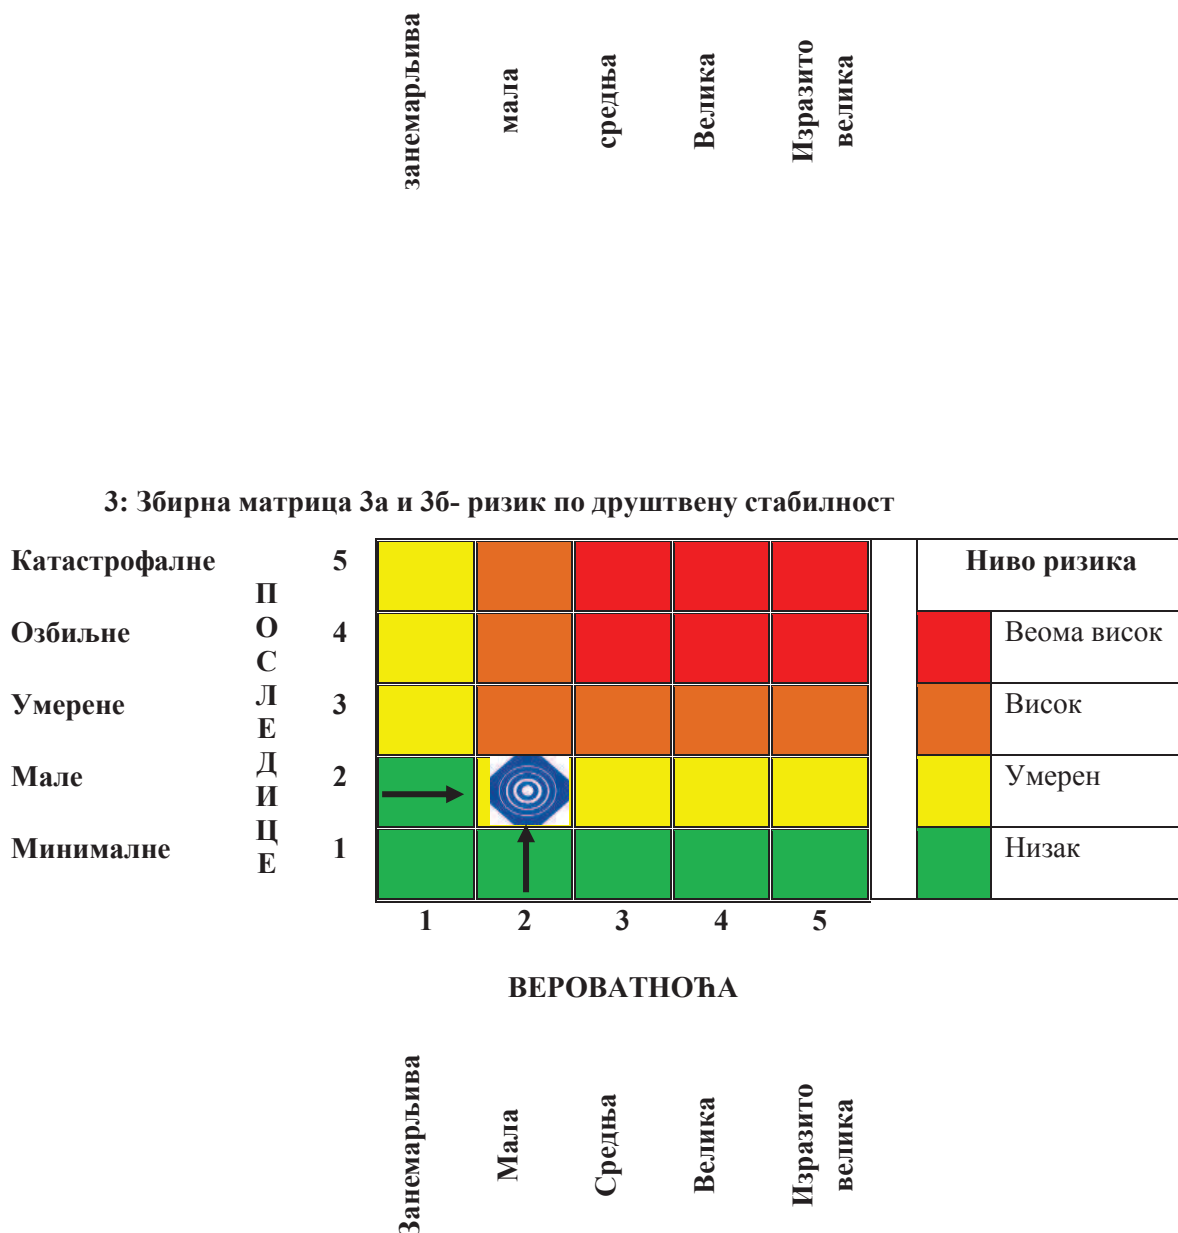 занемарљива
мала
средња
Велика
Изразито
велика
3: Збирна матрица 3а и 3б- ризик по друштвену стабилност
Катастрофалне
Озбиљне
Умерене
Мале
Минималне
П
О
С
Л
Е
Д
И
Ц
Е
5
4
3
2
1
1 2 3 4 5
Ниво ризика
Веома висок
Висок
Умерен
Низак
ВЕРОВАТНОЋА
Занемарљива
Мала
Средња
Велика
Изразито
велика